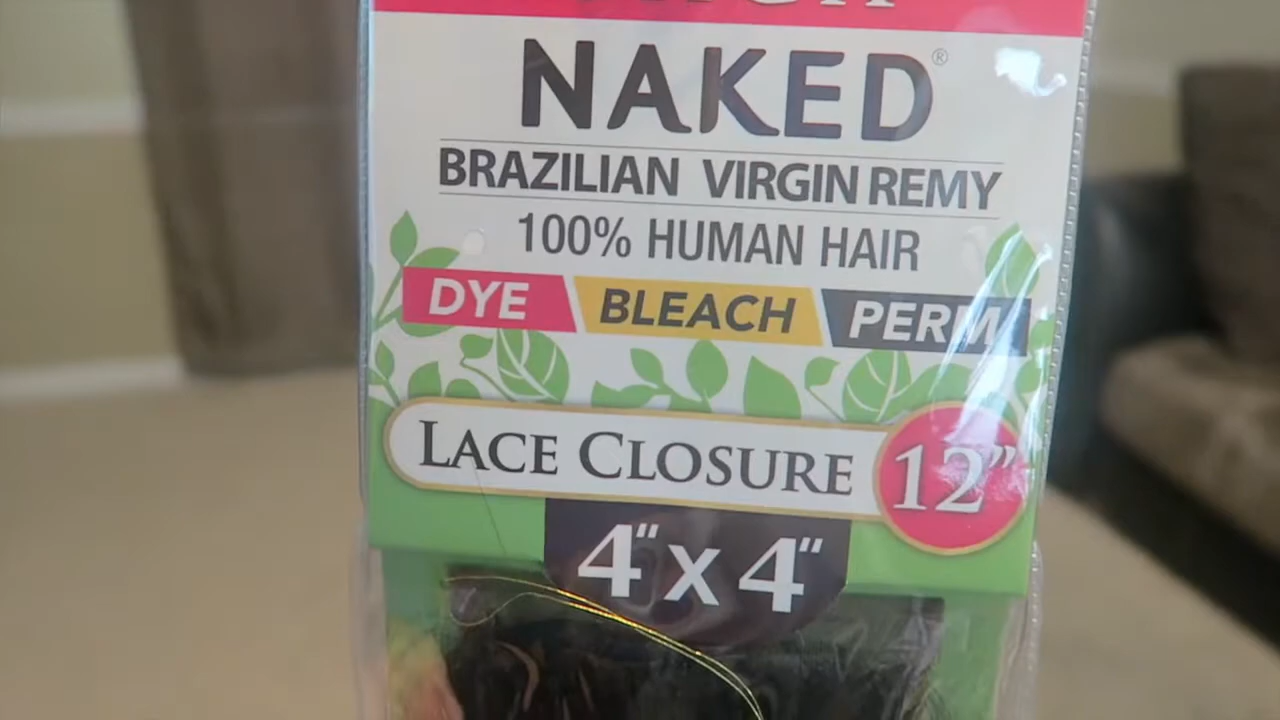 NAKED®
BRAZILIAN VIRGIN REMY
100% HUMAN HAIR
DYE BLEACH PERM
LACE CLOSURE 12”
4“ x 4“